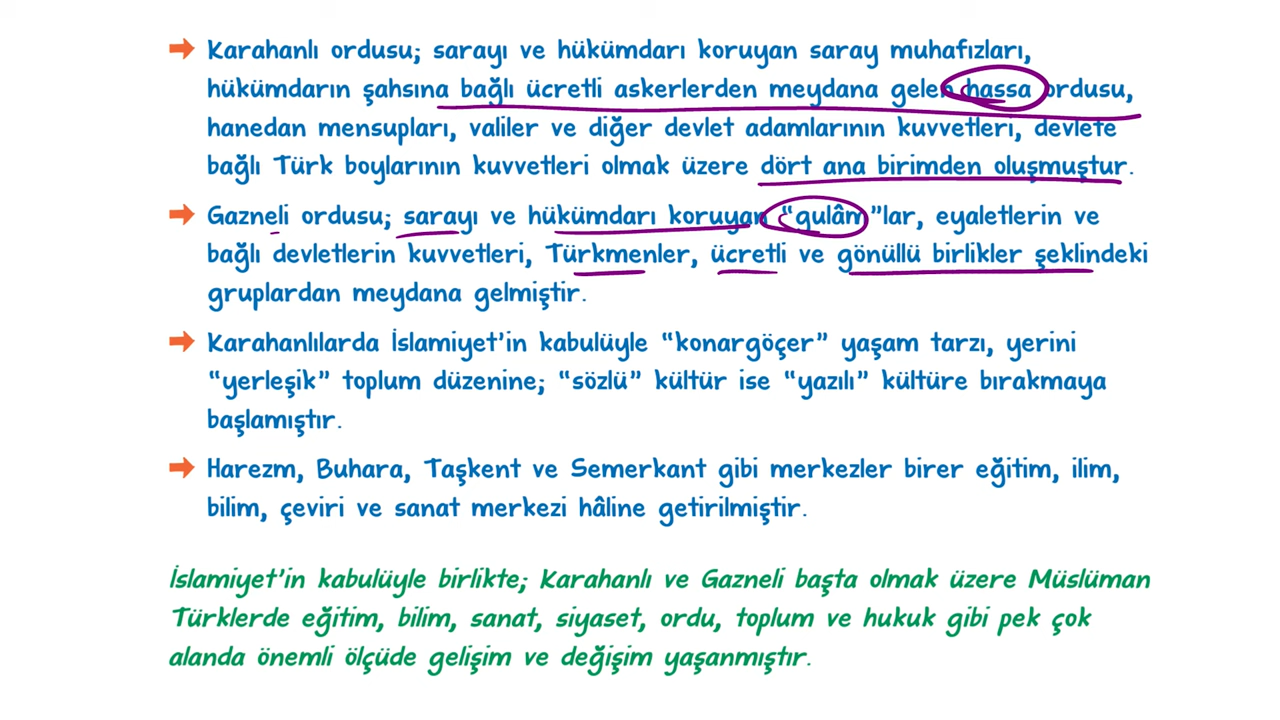 Karahanlı ordusu; sarayı ve hükümdarı koruyan saray muhafızları,
hükümdarın şahsına bağlı ücretli askerlerden meydana gelen hassa ordusu,
hanedan mensupları, valiler ve diğer devlet adamlarının kuvvetleri, devlete
bağlı Türk boylarının kuvvetleri olmak üzere dört ana birimden oluşmuştur.
Gazneli ordusu; sarayı ve hükümdarı koruyan “gulâm”lar, eyaletlerin ve
bağlı devletlerin kuvvetleri, Türkmenler, ücretli ve gönüllü birlikler şeklindeki
gruplardan meydana gelmiştir.
Karahanlılarda İslamiyet’in kabulüyle “konargöçer” yaşam tarzı, yerini
“yerleşik” toplum düzenine; “sözlü” kültür ise “yazılı” kültüre bırakmaya
başlamıştır.
Harezm, Buhara, Taşkent ve Semerkant gibi merkezler birer eğitim, ilim,
bilim, çeviri ve sanat merkezi hâline getirilmiştir.
İslamiyet’in kabulüyle birlikte; Karahanlı ve Gazneli başta olmak üzere Müslüman
Türklerde eğitim, bilim, sanat, siyaset, ordu, toplum ve hukuk gibi pek çok
alanda önemli ölçüde gelişim ve değişim yaşanmıştır.